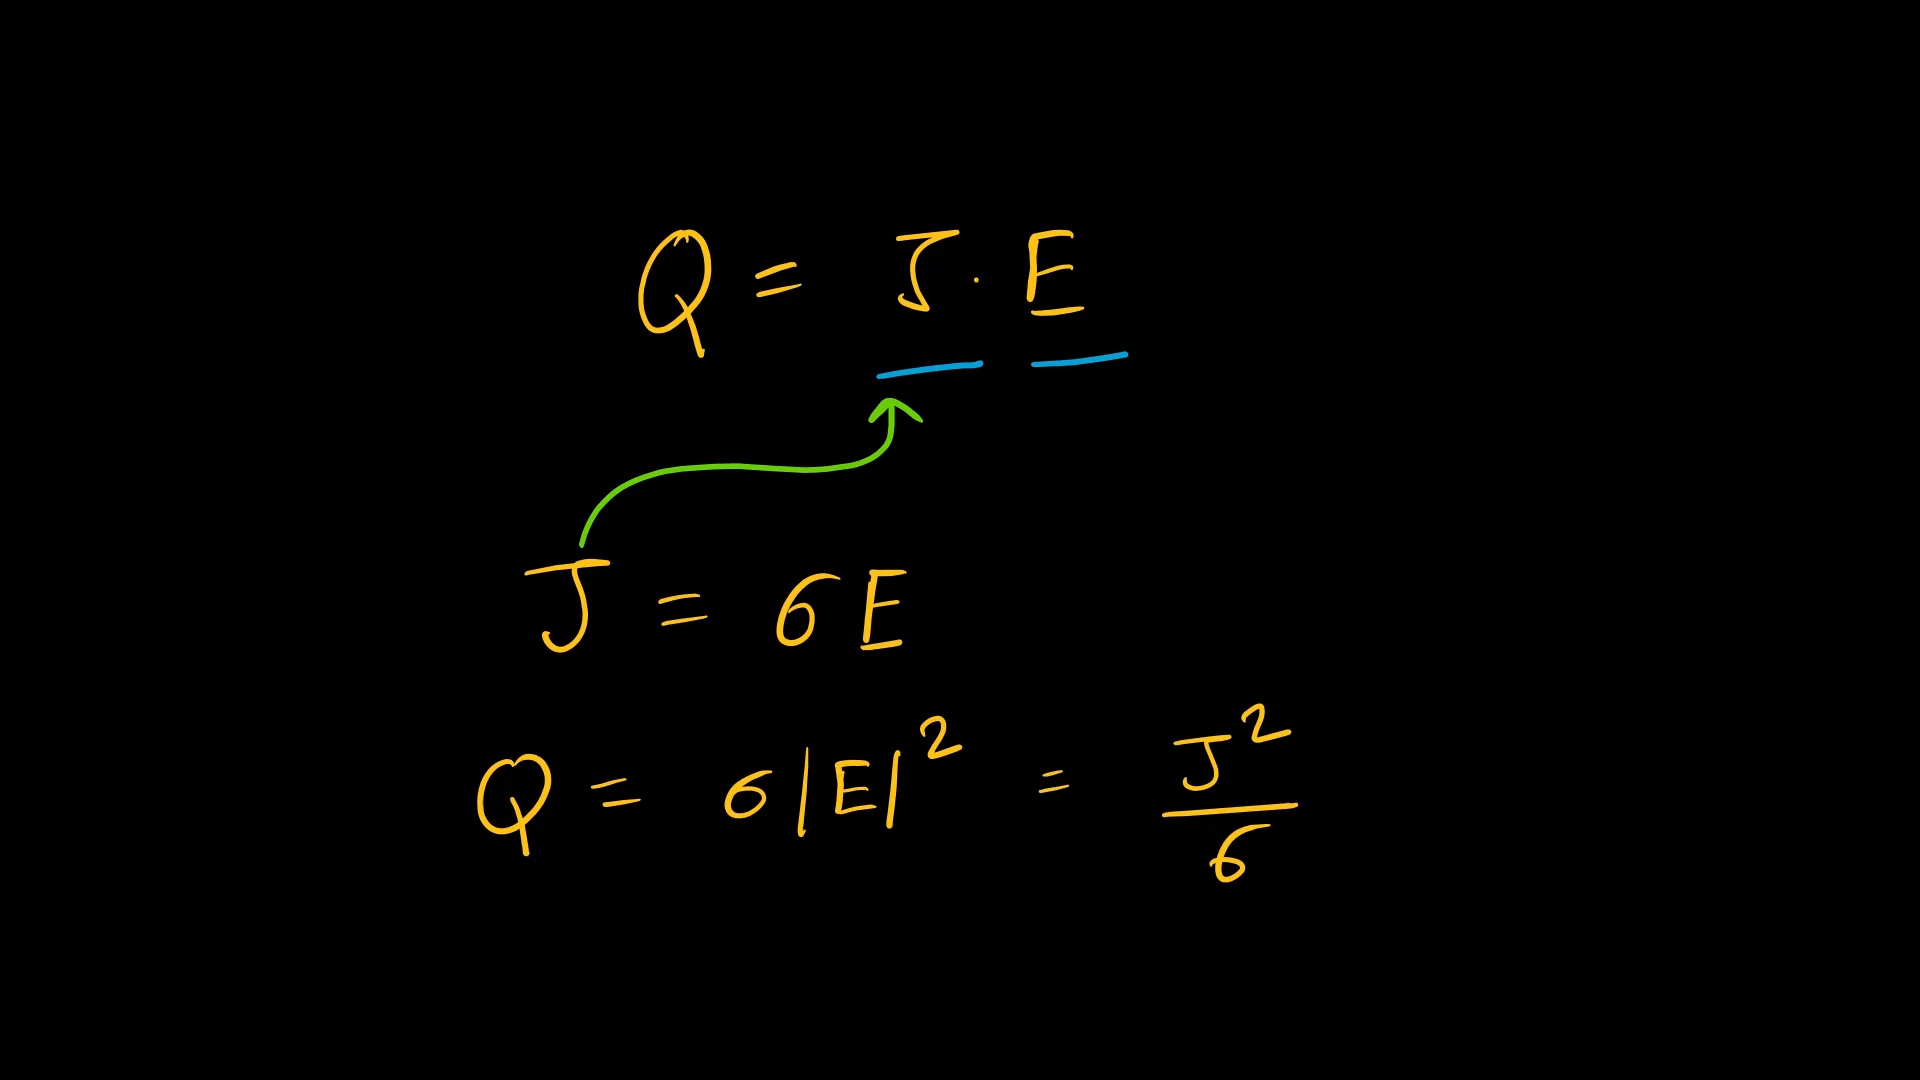 Q = J · E
J = σE
Q = σ|E|² = J²/σ